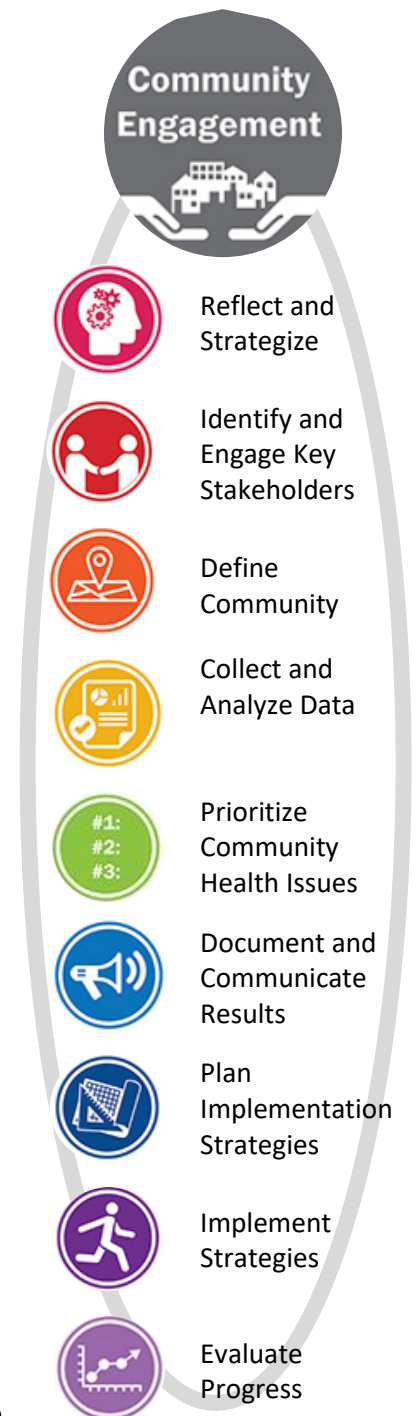 Community
Engagement
Reflect and
Strategize
Identify and
Engage Key
Stakeholders
Define
Community
Collect and
Analyze Data
#1:
#2:
#3:
Prioritize
Community
Health Issues
Document and
Communicate
Results
Plan
Implementation
Strategies
Implement
Strategies
Evaluate
Progress